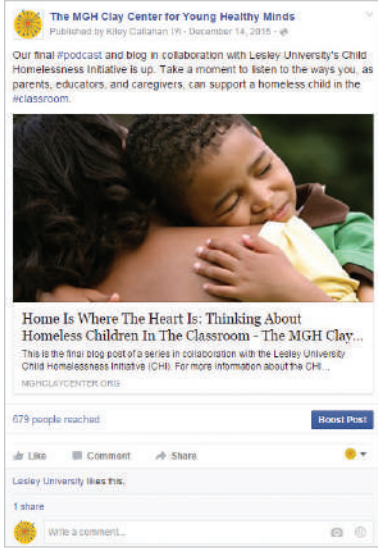 The MGH Clay Center for Young Healthy Minds
Published by Kiley Callahan [?] · December 14, 2015 ·
Our final #podcast and blog in collaboration with Lesley University's Child
Homelessness Initiative is up. Take a moment to listen to the ways you, as
parents, educators, and caregivers, can support a homeless child in the
#classroom.
Home Is Where The Heart Is: Thinking About
Homeless Children In The Classroom - The MGH Clay...
This is the final blog post of a series in collaboration with the Lesley University
Child Homelessness Initiative (CHI). For more information about the CHI...
MGHCLAYCENTER.ORG
679 people reached
Boost Post
Like Comment Share
Lesley University likes this.
1 share
Write a comment...